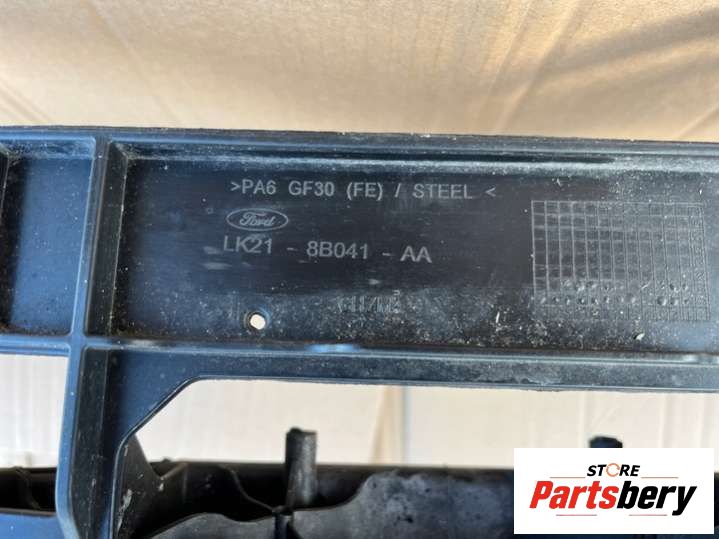 >PA6 GF30 (FE) / STEEL<
Ford
LK21 - 8B041 - AA
STORE
Partsbery